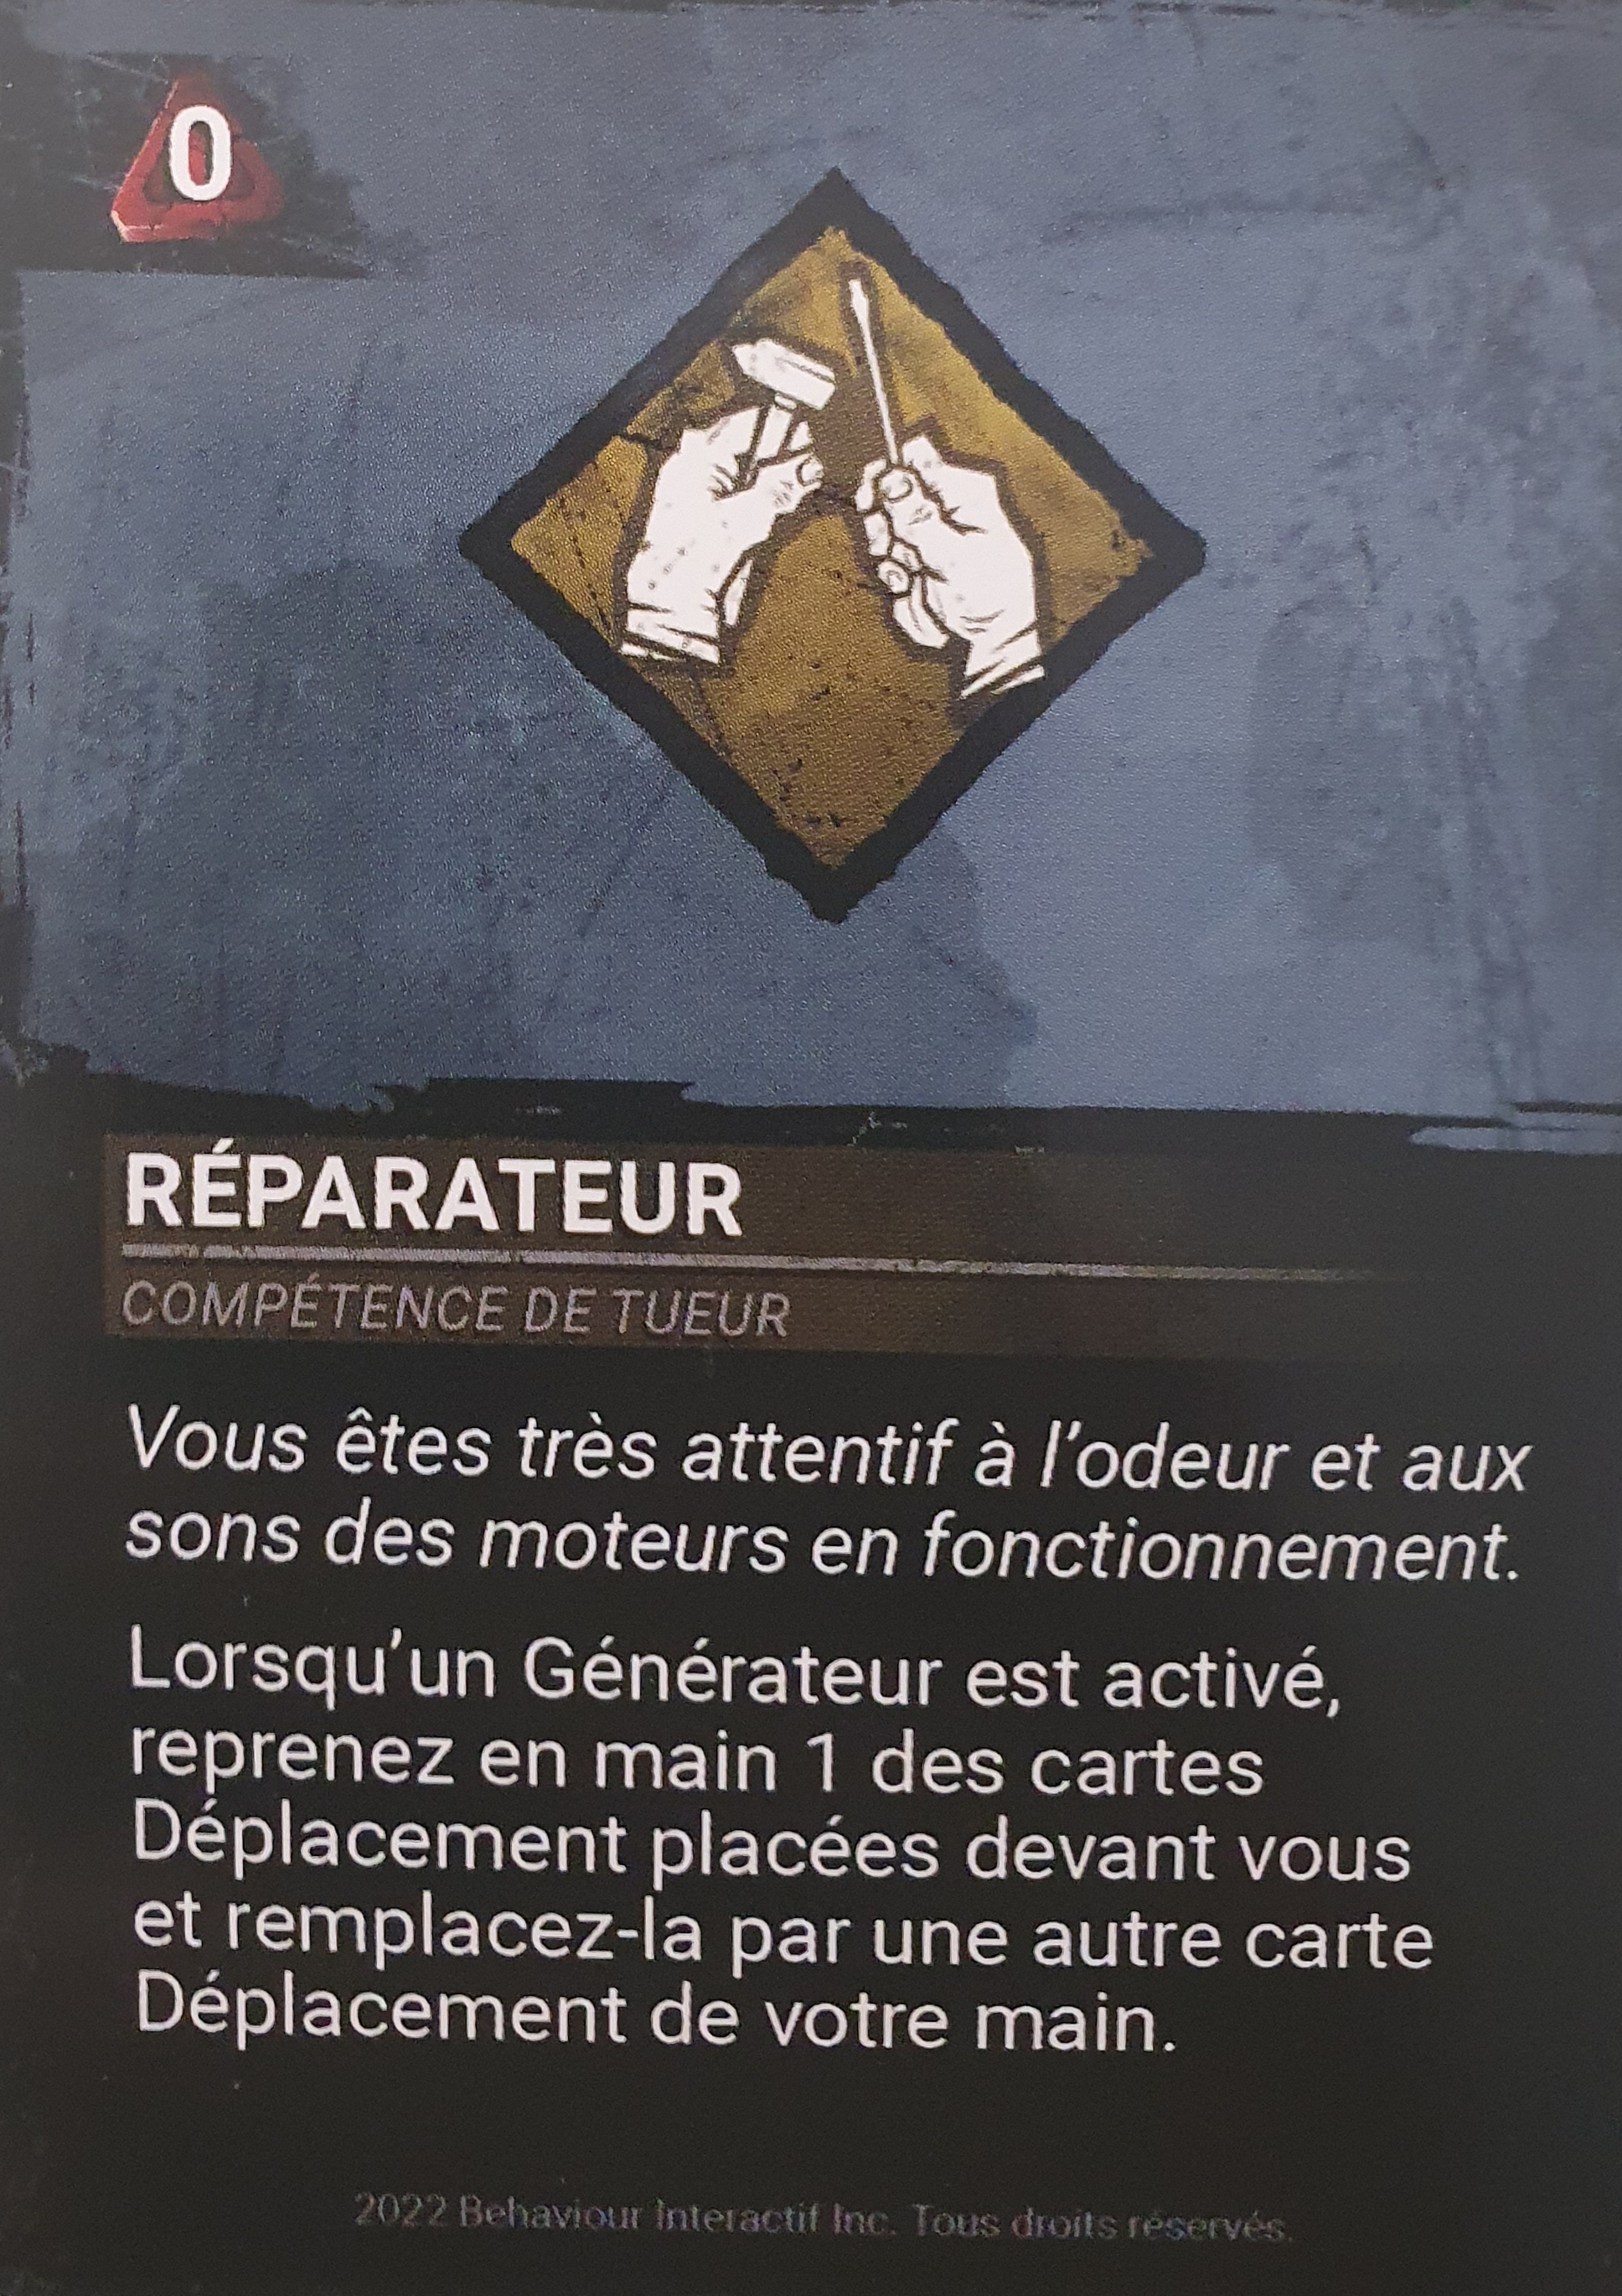 0
RÉPARATEUR
COMPÉTENCE DE TUEUR
Vous êtes très attentif à l'odeur et aux
sons des moteurs en fonctionnement.
Lorsqu'un Générateur est activé,
reprenez en main 1 des cartes
Déplacement placées devant vous
et remplacez-la par une autre carte
Déplacement de votre main.
2022 Behaviour Interactif Inc. Tous droits réservés.